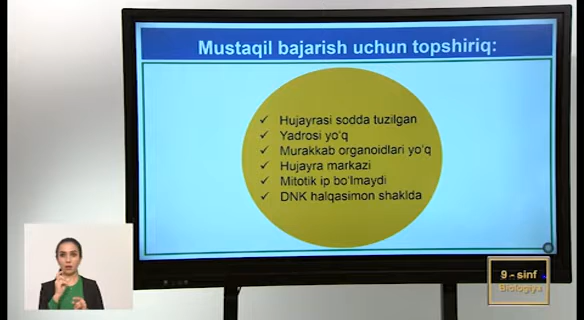 Mustaqil bajarish uchun topshiriq:
✓ Hujayrasi sodda tuzilgan
✓ Yadrosi yo'q
✓ Murakkab organoidlari yo'q
✓ Hujayra markazi
✓ Mitotik ip bo'lmaydi
✓ DNK halqasimon shaklda
9 - sinf
Biologiya